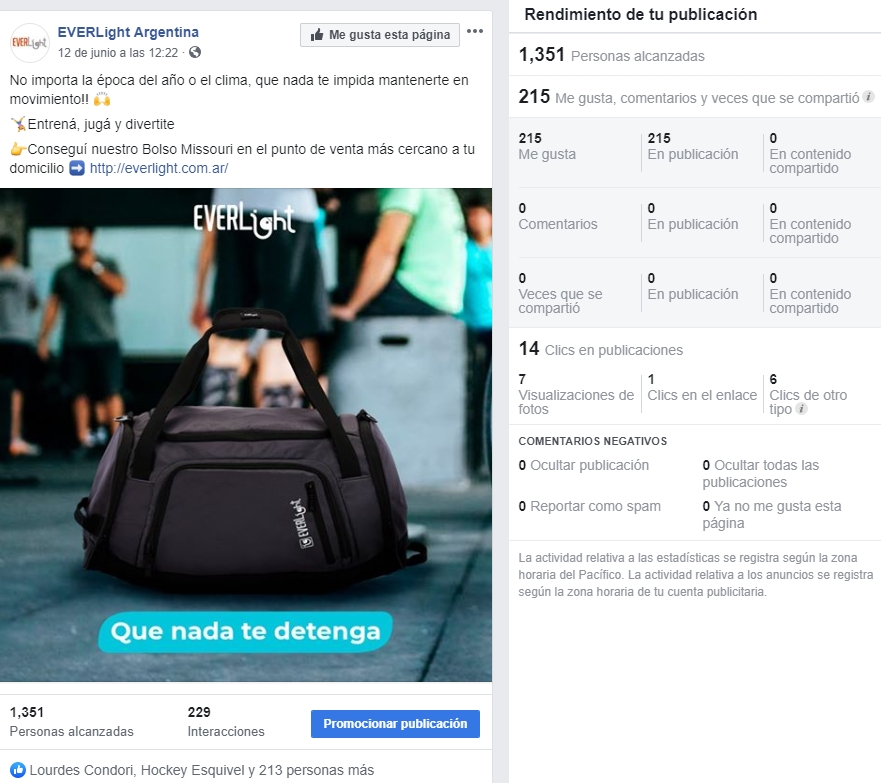 EVERLight
EVERLight Argentina
Me gusta esta página
12 de junio a las 12:22 ·
No importa la época del año o el clima, que nada te impida mantenerte en
movimiento!! 🙌
🤸Entrená, jugá y divertite
👉Conseguí nuestro Bolso Missouri en el punto de venta más cercano a tu
domicilio ➡️ http://everlight.com.ar/
EVERLight
EVERLight
Que nada te detenga
1,351
Personas alcanzadas
229
Interacciones
Promocionar publicación
Lourdes Condori, Hockey Esquivel y 213 personas más
Rendimiento de tu publicación
1,351 Personas alcanzadas
215 Me gusta, comentarios y veces que se compartió
215
Me gusta
215
En publicación
0
En contenido
compartido
0
Comentarios
0
En publicación
0
En contenido
compartido
0
Veces que se
compartió
0
En publicación
0
En contenido
compartido
14 Clics en publicaciones
7
Visualizaciones de
fotos
1
Clics en el enlace
6
Clics de otro
tipo
COMENTARIOS NEGATIVOS
0 Ocultar publicación
0 Ocultar todas las
publicaciones
0 Reportar como spam
0 Ya no me gusta esta
página
La actividad relativa a las estadísticas se registra según la zona
horaria del Pacífico. La actividad relativa a los anuncios se registra
según la zona horaria de tu cuenta publicitaria.